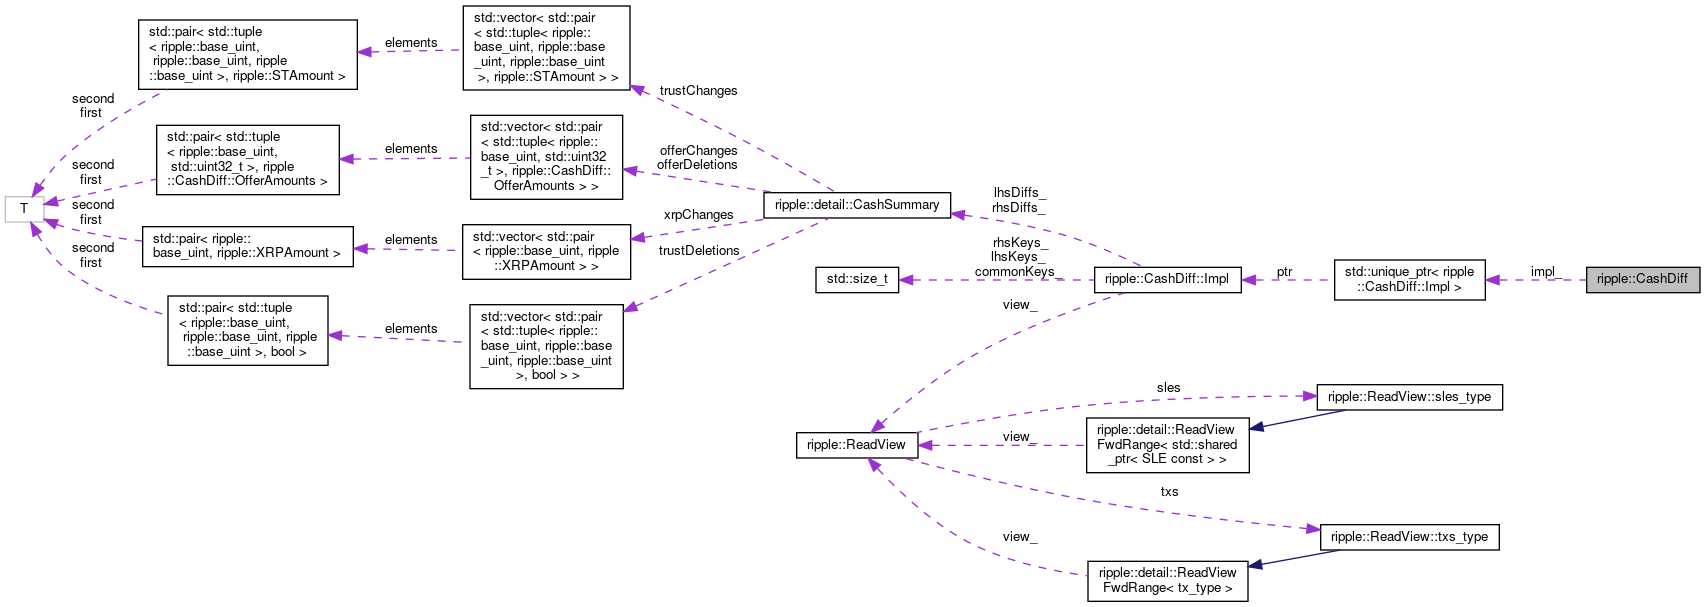 std::pair< std::tuple
< ripple::base_uint,
ripple::base_uint, ripple
::base_uint >, ripple::STAmount >
elements
std::vector< std::pair
< std::tuple< ripple::
base_uint, ripple::base
_uint, ripple::base_uint
>, ripple::STAmount > >
trustChanges
second
first
std::pair< std::tuple
< ripple::base_uint,
std::uint32_t >, ripple
::CashDiff::OfferAmounts >
elements
std::vector< std::pair
< std::tuple< ripple::
base_uint, std::uint32
_t >, ripple::CashDiff::
OfferAmounts > >
offerChanges
offerDeletions
second
first
T
second
first
std::pair< ripple::
base_uint, ripple::XRPAmount >
elements
std::vector< std::pair
< ripple::base_uint, ripple
::XRPAmount > >
xrpChanges
ripple::detail::CashSummary
lhsDiffs_
rhsDiffs_
second
first
std::pair< std::tuple
< ripple::base_uint,
ripple::base_uint, ripple
::base_uint >, bool >
elements
std::vector< std::pair
< std::tuple< ripple::
base_uint, ripple::base
_uint, ripple::base_uint
>, bool > >
trustDeletions
std::size_t
rhsKeys_
lhsKeys_
commonKeys_
ripple::CashDiff::Impl
ptr
std::unique_ptr< ripple
::CashDiff::Impl >
impl_
ripple::CashDiff
view_
ripple::ReadView
sles
ripple::ReadView::sles_type
view_
ripple::detail::ReadView
FwdRange< std::shared
_ptr< SLE const > >
txs
ripple::ReadView::txs_type
view_
ripple::detail::ReadView
FwdRange< tx_type >